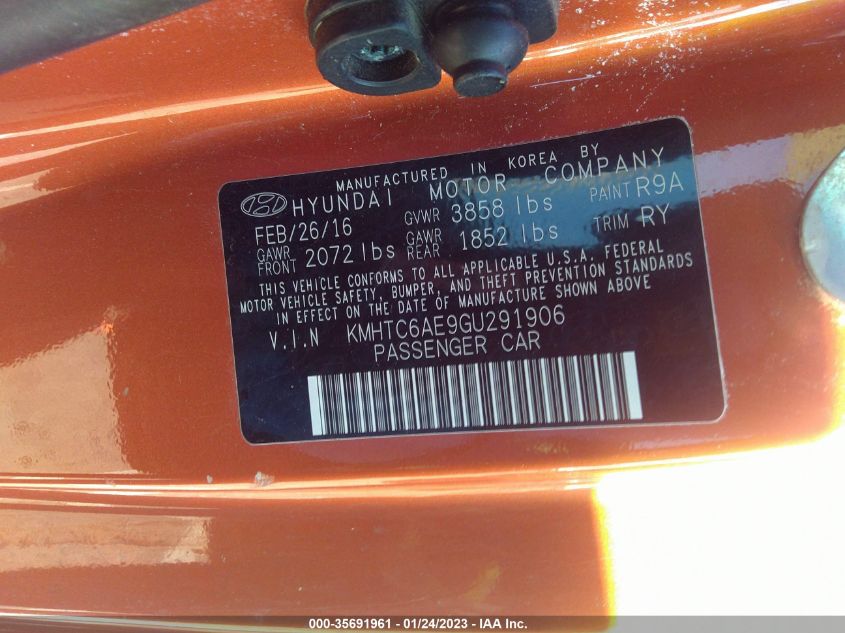 MANUFACTURED IN KOREA BY
HYUNDAI MOTOR COMPANY
FEB/26/16 GVWR 3858 lbs PAINT R9A
GAWR FRONT 2072 lbs GAWR REAR 1852 lbs TRIM RY
THIS VEHICLE CONFORMS TO ALL APPLICABLE U.S.A. FEDERAL
MOTOR VEHICLE SAFETY, BUMPER, AND THEFT PREVENTION STANDARDS
IN EFFECT ON THE DATE OF MANUFACTURE SHOWN ABOVE
V.I.N KMHTC6AE9GU291906
PASSENGER CAR
000-35691961 - 01/24/2023 - IAA Inc.